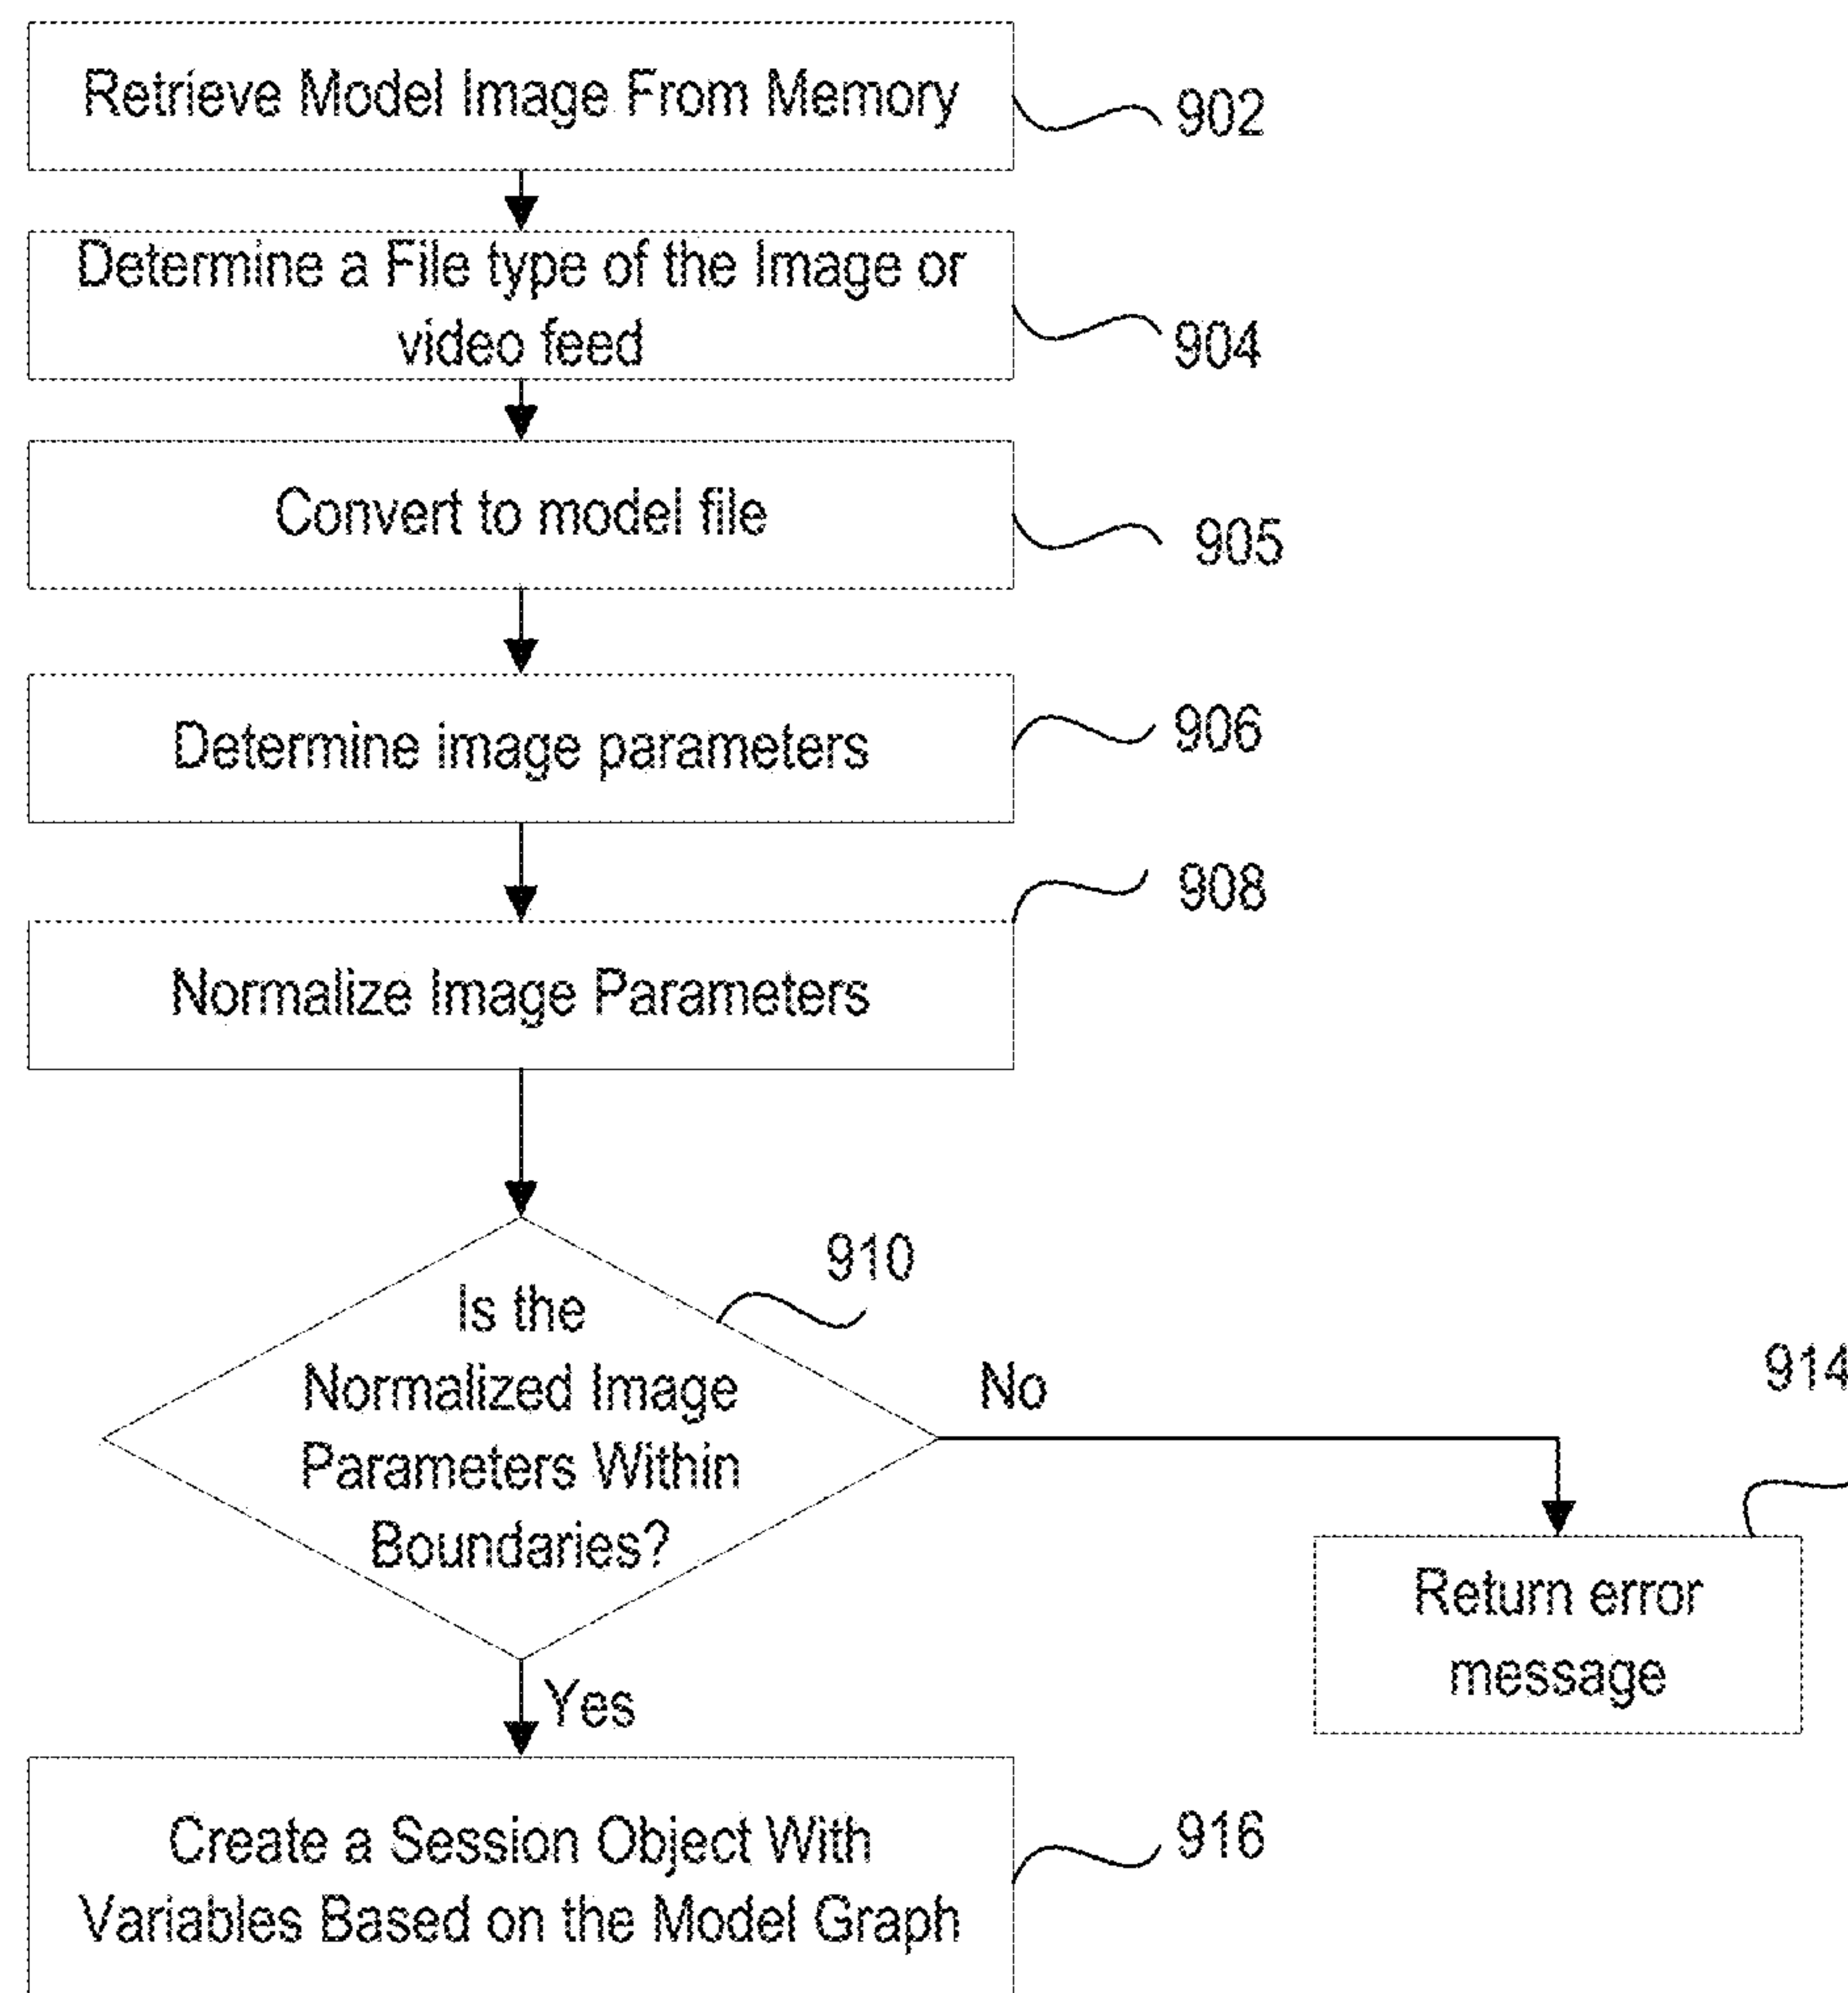 Retrieve Model Image From Memory
902
Determine a File type of the Image or
video feed
904
Convert to model file
905
Determine image parameters
906
908
Normalize Image Parameters
910
Is the
Normalized Image
Parameters Within
Boundaries?
No
914
Return error
message
Yes
Create a Session Object With
Variables Based on the Model Graph
916